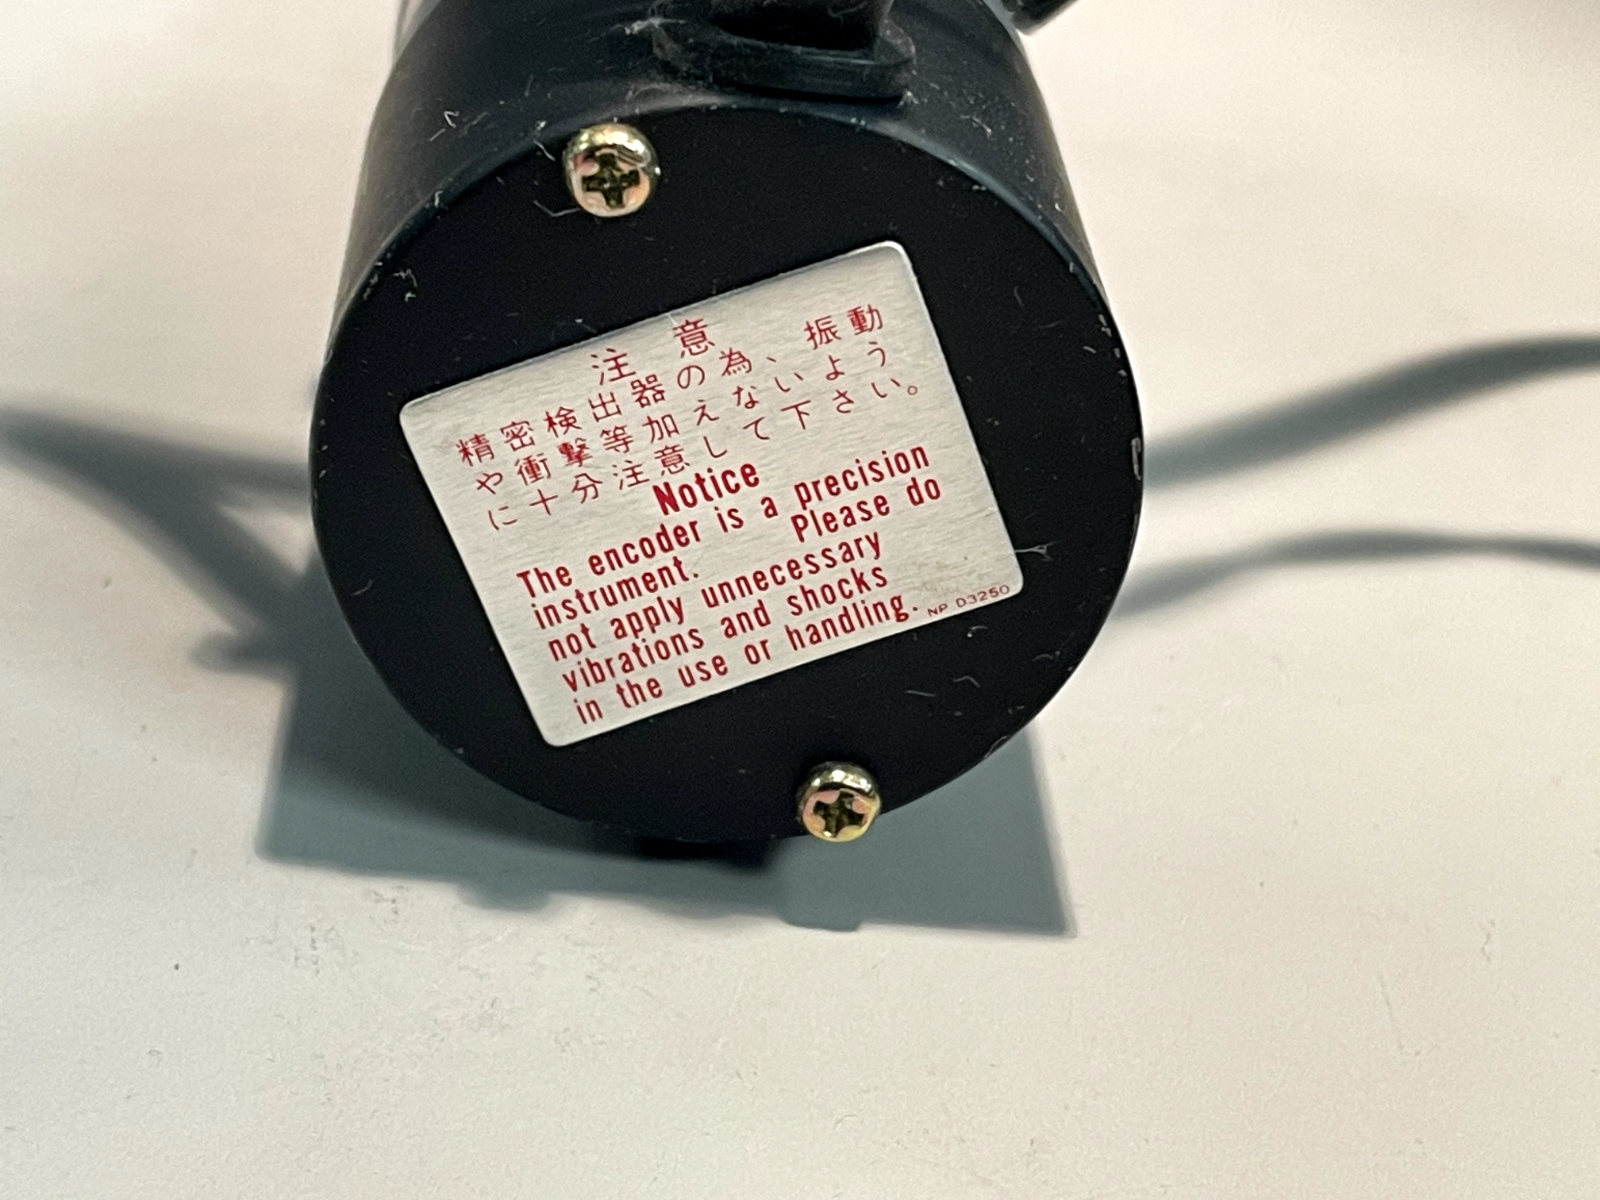 注意
精密検出器の為、振動
や衝撃等加えないよう
に十分注意して下さい。
Notice
The encoder is a precision
instrument. Please do
not apply unnecessary
vibrations and shocks
in the use or handling.
NP D3250